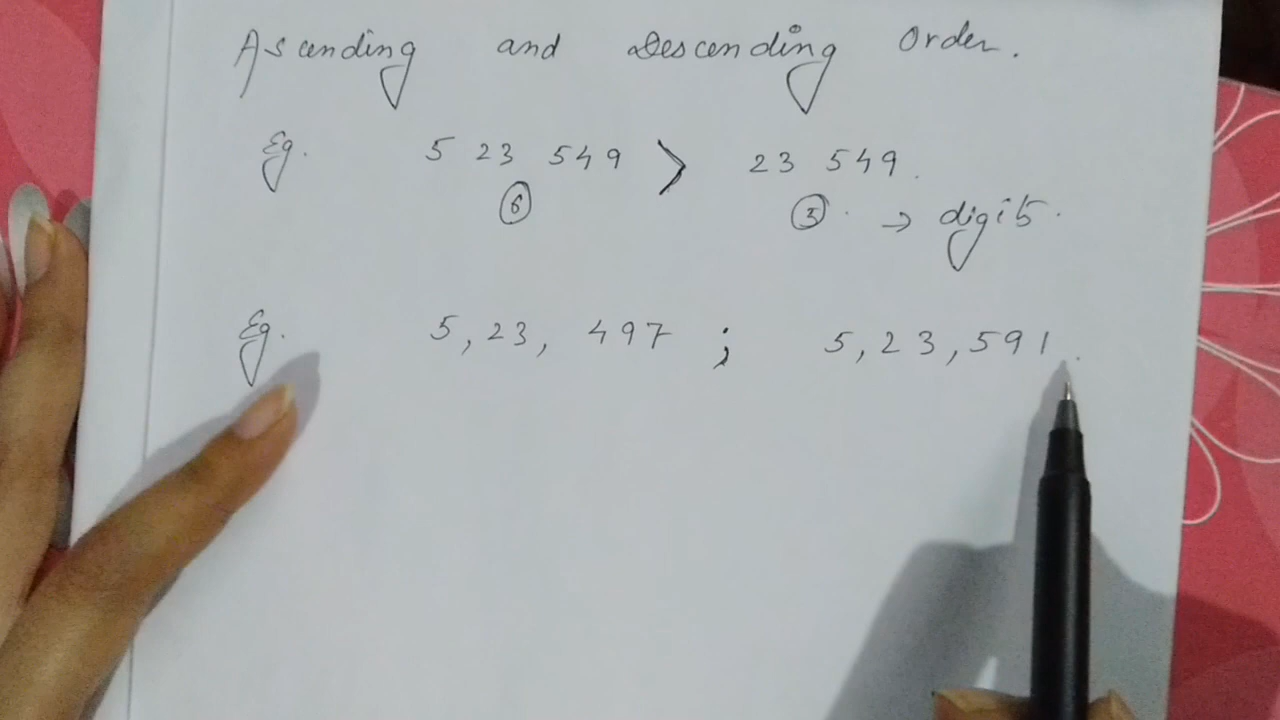 Ascending and Descending Order.
Eg. 5 23 549 > 23 549.
6 5 → digits.
Eg. 5,23, 497 ; 5,23,591.